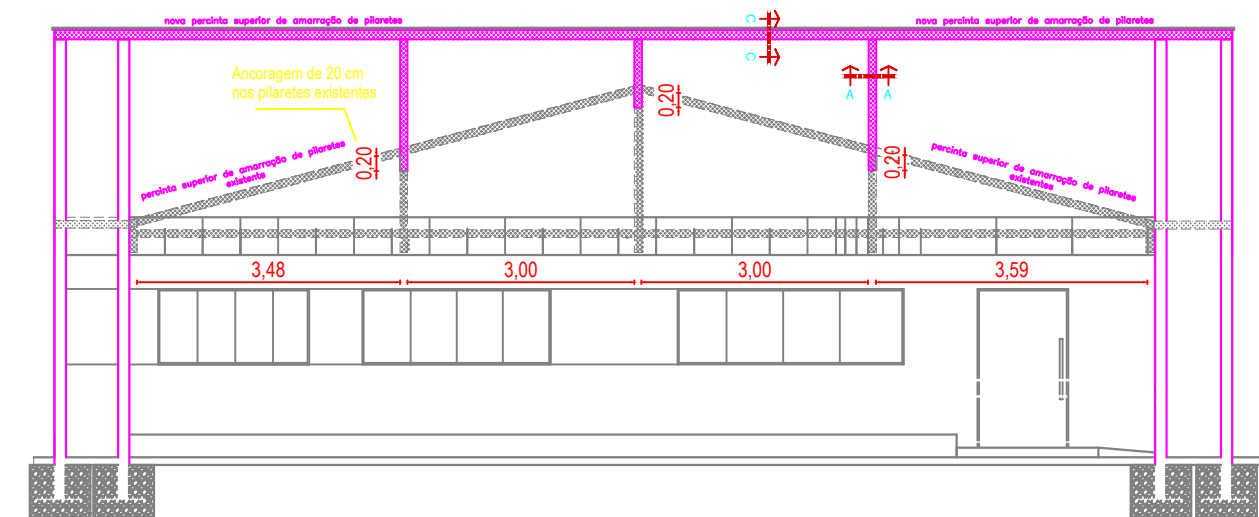 nova percinta superior de amarração de pilaretes
C
nova percinta superior de amarração de pilaretes
C
Ancoragem de 20 cm
nos pilaretes existentes
A
A
0,20
0,20
0,20
percinta superior de amarração de pilaretes
existente
percinta superior de amarração de pilaretes
existentes
3,48
3,00
3,00
3,59